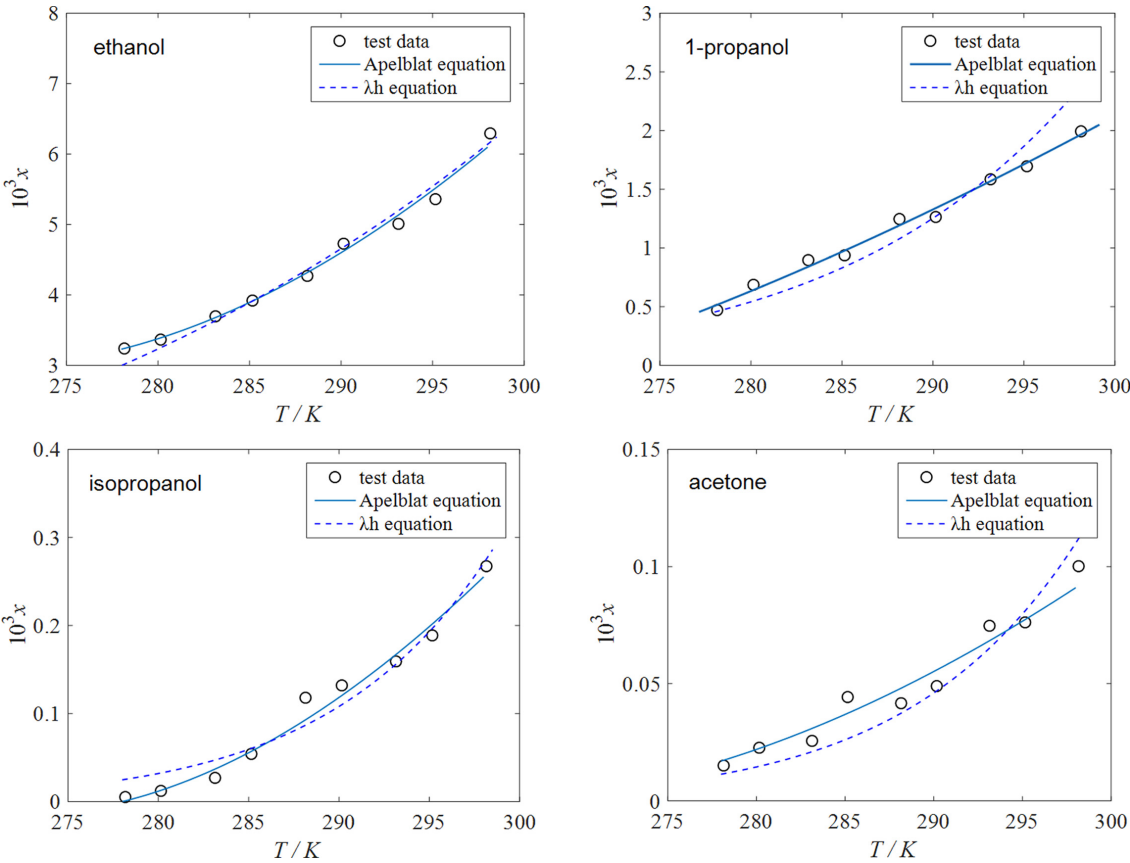 ethanol
test data
Apelblat equation
λh equation
8
7
6
5
4
3
10³x
275 280 285 290 295 300
T / K
1-propanol
test data
Apelblat equation
λh equation
3
2.5
2
1.5
1
0.5
0
10³x
275 280 285 290 295 300
T / K
isopropanol
test data
Apelblat equation
λh equation
0.4
0.3
0.2
0.1
0
10³x
275 280 285 290 295 300
T / K
acetone
test data
Apelblat equation
λh equation
0.15
0.1
0.05
0
10³x
275 280 285 290 295 300
T / K